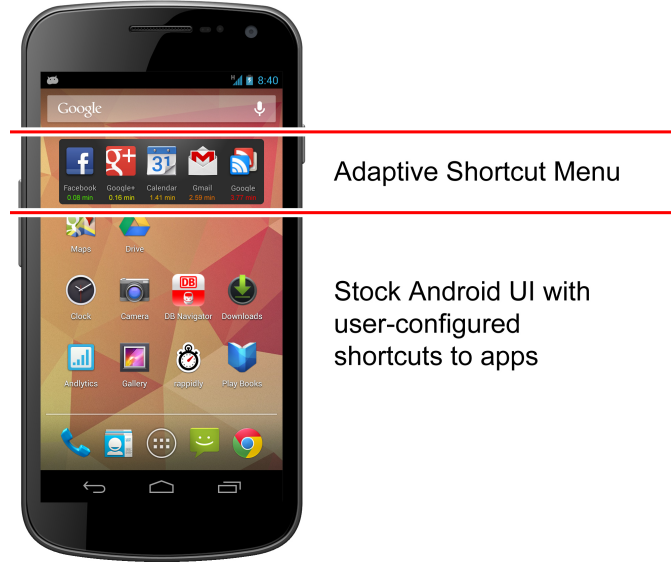 H 8:40
Google
g+ 31
Facebook Google+ Calendar Gmail Google
0.08 min 0.16 min 1.41 min 2.59 min min
Adaptive Shortcut Menu
Maps Drive
DB
Clock Camera DB Navigator Downloads
Stock Android UI with
user-configured
shortcuts to apps
Andlytics Gallery rappidly Play Books